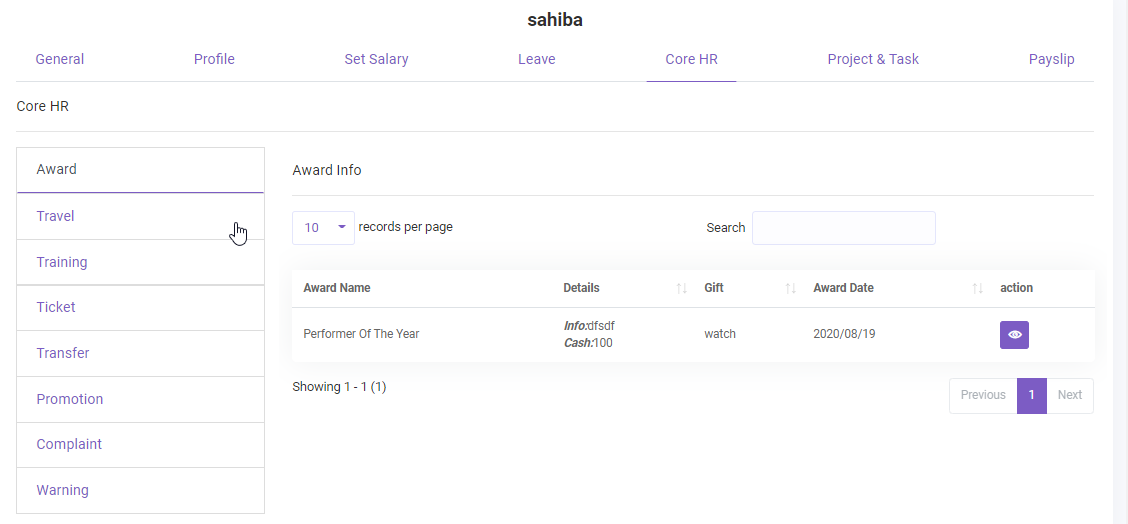 sahiba
General Profile Set Salary Leave Core HR Project & Task Payslip
Core HR
Award
Travel
Training
Ticket
Transfer
Promotion
Complaint
Warning
Award Info
10 records per page Search
Award Name Details Gift Award Date action
Performer Of The Year Info:dfsdf watch 2020/08/19
Cash:100
Showing 1 - 1 (1) Previous 1 Next